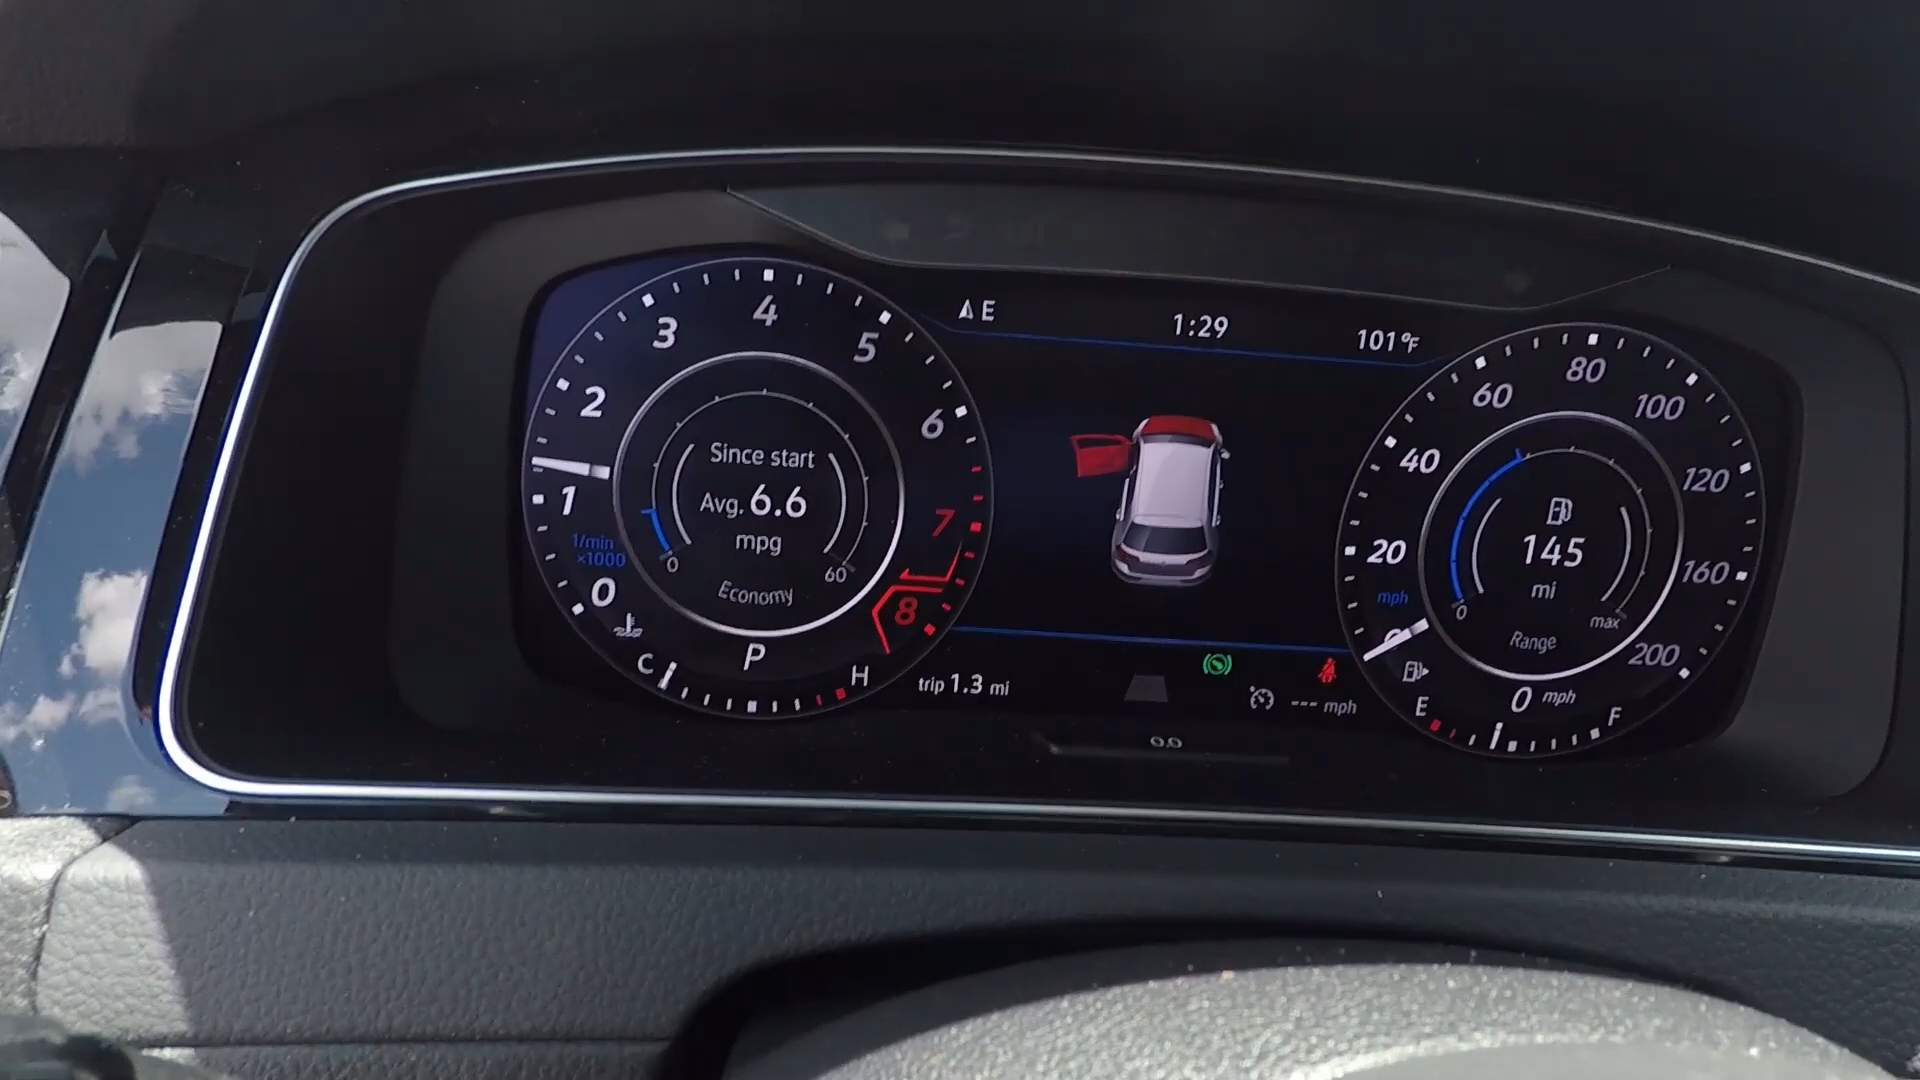 E
1:29
101°F
0
1
2
3
4
5
6
7
8
1/min
×1000
Since start
Avg. 6.6
mpg
0
60
Economy
P
C
H
trip 1.3 mi
--- mph
0.0
20
40
60
80
100
120
160
200
mph
145
mi
0
max
Range
0 mph
E
F